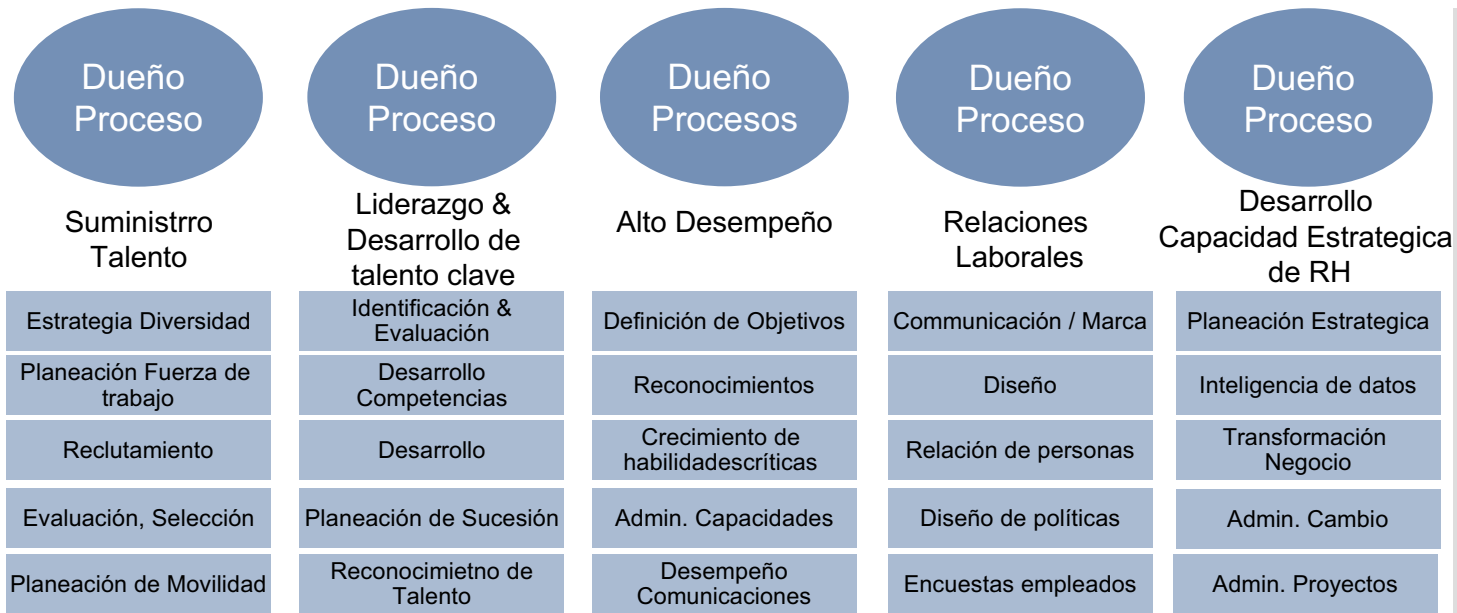 Dueño
Proceso
Suministrro
Talento
Estrategia Diversidad
Planeación Fuerza de
trabajo
Reclutamiento
Evaluación, Selección
Planeación de Movilidad
Dueño
Proceso
Liderazgo &
Desarrollo de
talento clave
Identificación &
Evaluación
Desarrollo
Competencias
Desarrollo
Planeación de Sucesión
Reconocimietno de
Talento
Dueño
Procesos
Alto Desempeño
Definición de Objetivos
Reconocimientos
Crecimiento de
habilidadescríticas
Admin. Capacidades
Desempeño
Comunicaciones
Dueño
Proceso
Relaciones
Laborales
Communicación / Marca
Diseño
Relación de personas
Diseño de políticas
Encuestas empleados
Dueño
Proceso
Desarrollo
Capacidad Estrategica
de RH
Planeación Estrategica
Inteligencia de datos
Transformación
Negocio
Admin. Cambio
Admin. Proyectos